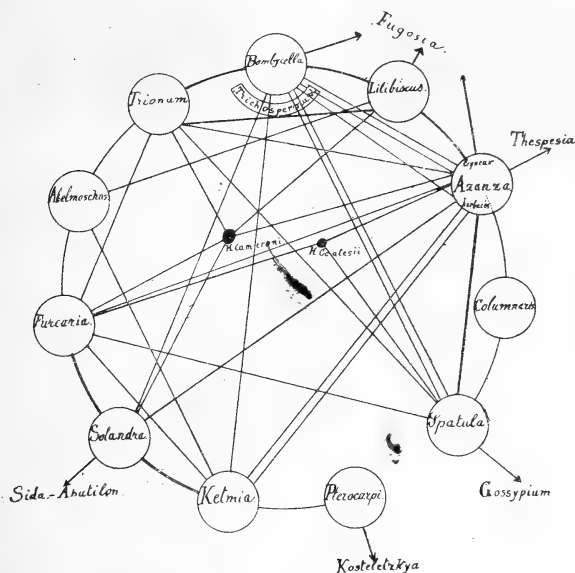 Fugosia.
Bombycella
Trichospermum
Lilibiscus.
Trionum
Thespesia
Azanza
Abelmoschus.
H. Cameroni
H. Coatesii
Columnaris
Furcaria.
Spatula.
Solandra.
Sida-Abutilon.
Ketmia
Pterocarpi.
Gossypium
Kosteletzkya